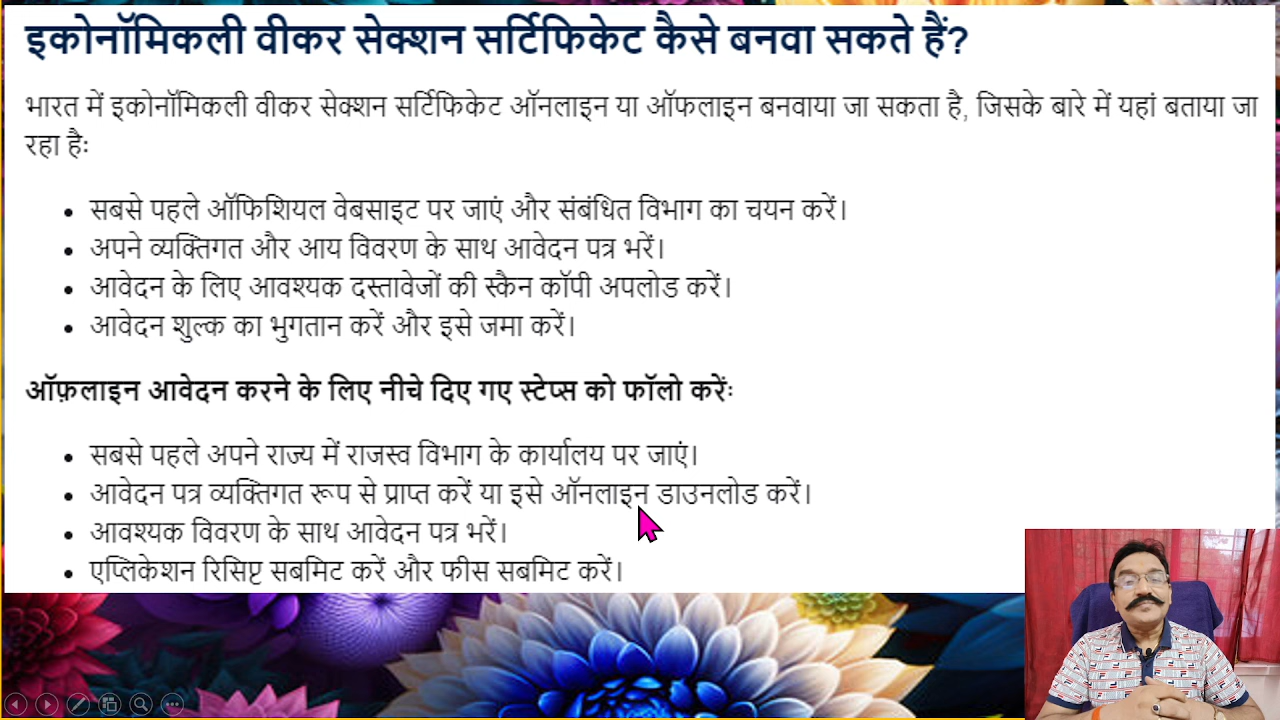 इकोनॉमिकली वीकर सेक्शन सर्टिफिकेट कैसे बनवा सकते हैं?
भारत में इकोनॉमिकली वीकर सेक्शन सर्टिफिकेट ऑनलाइन या ऑफलाइन बनवाया जा सकता है, जिसके बारे में यहां बताया जा
रहा है:
• सबसे पहले ऑफिशियल वेबसाइट पर जाएं और संबंधित विभाग का चयन करें।
• अपने व्यक्तिगत और आय विवरण के साथ आवेदन पत्र भरें।
• आवेदन के लिए आवश्यक दस्तावेजों की स्कैन कॉपी अपलोड करें।
• आवेदन शुल्क का भुगतान करें और इसे जमा करें।
ऑफ़लाइन आवेदन करने के लिए नीचे दिए गए स्टेप्स को फॉलो करें:
• सबसे पहले अपने राज्य में राजस्व विभाग के कार्यालय पर जाएं।
• आवेदन पत्र व्यक्तिगत रूप से प्राप्त करें या इसे ऑनलाइन डाउनलोड करें।
• आवश्यक विवरण के साथ आवेदन पत्र भरें।
• एप्लिकेशन रिसिप्ट सबमिट करें और फीस सबमिट करें।